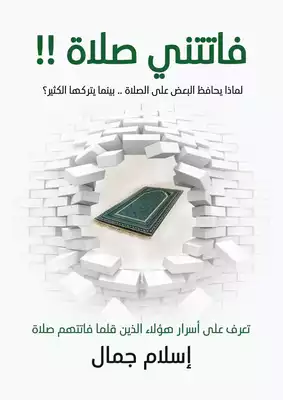 فاتتني صلاة !!
لماذا يحافظ البعض على الصلاة .. بينما يتركها الكثير؟
تعرف على أسرار هؤلاء الذين قلما فاتتهم صلاة
إسلام جمال